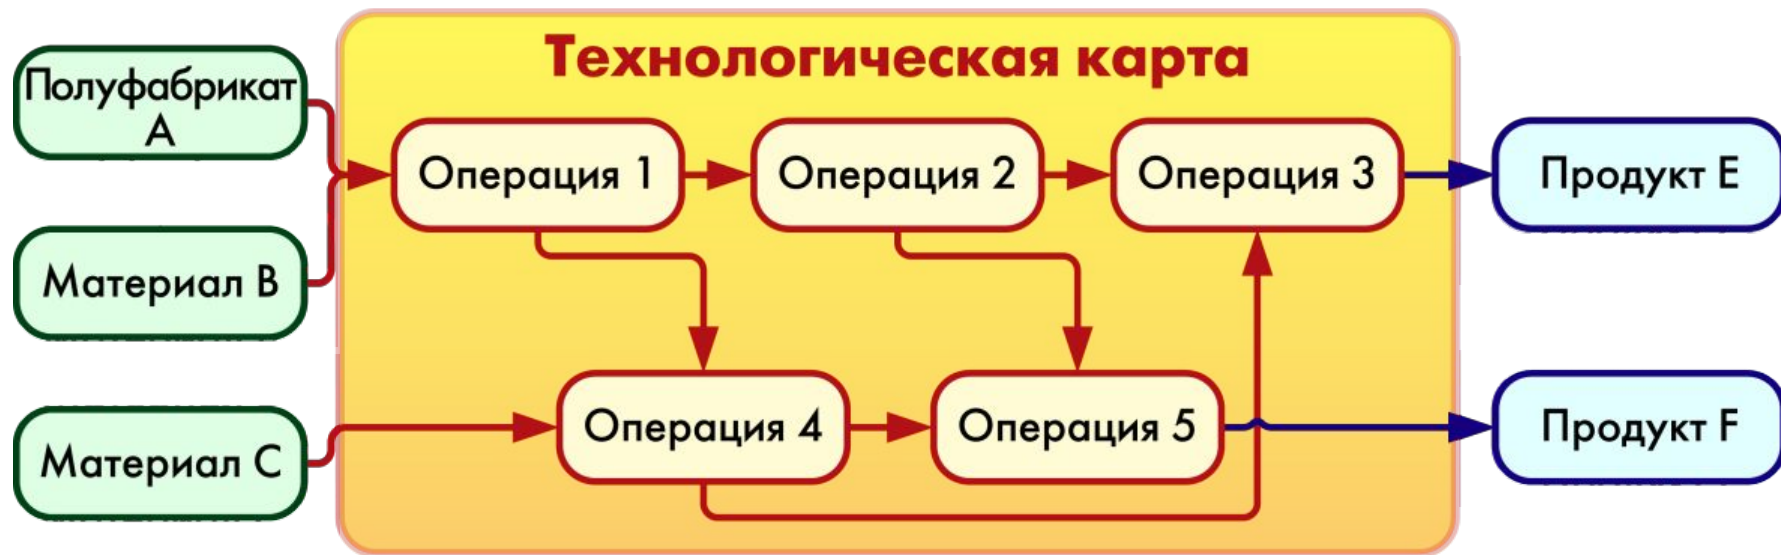 Технологическая карта
Полуфабрикат
А
Материал В
Материал С
Операция 1
Операция 2
Операция 3
Операция 4
Операция 5
Продукт Е
Продукт F